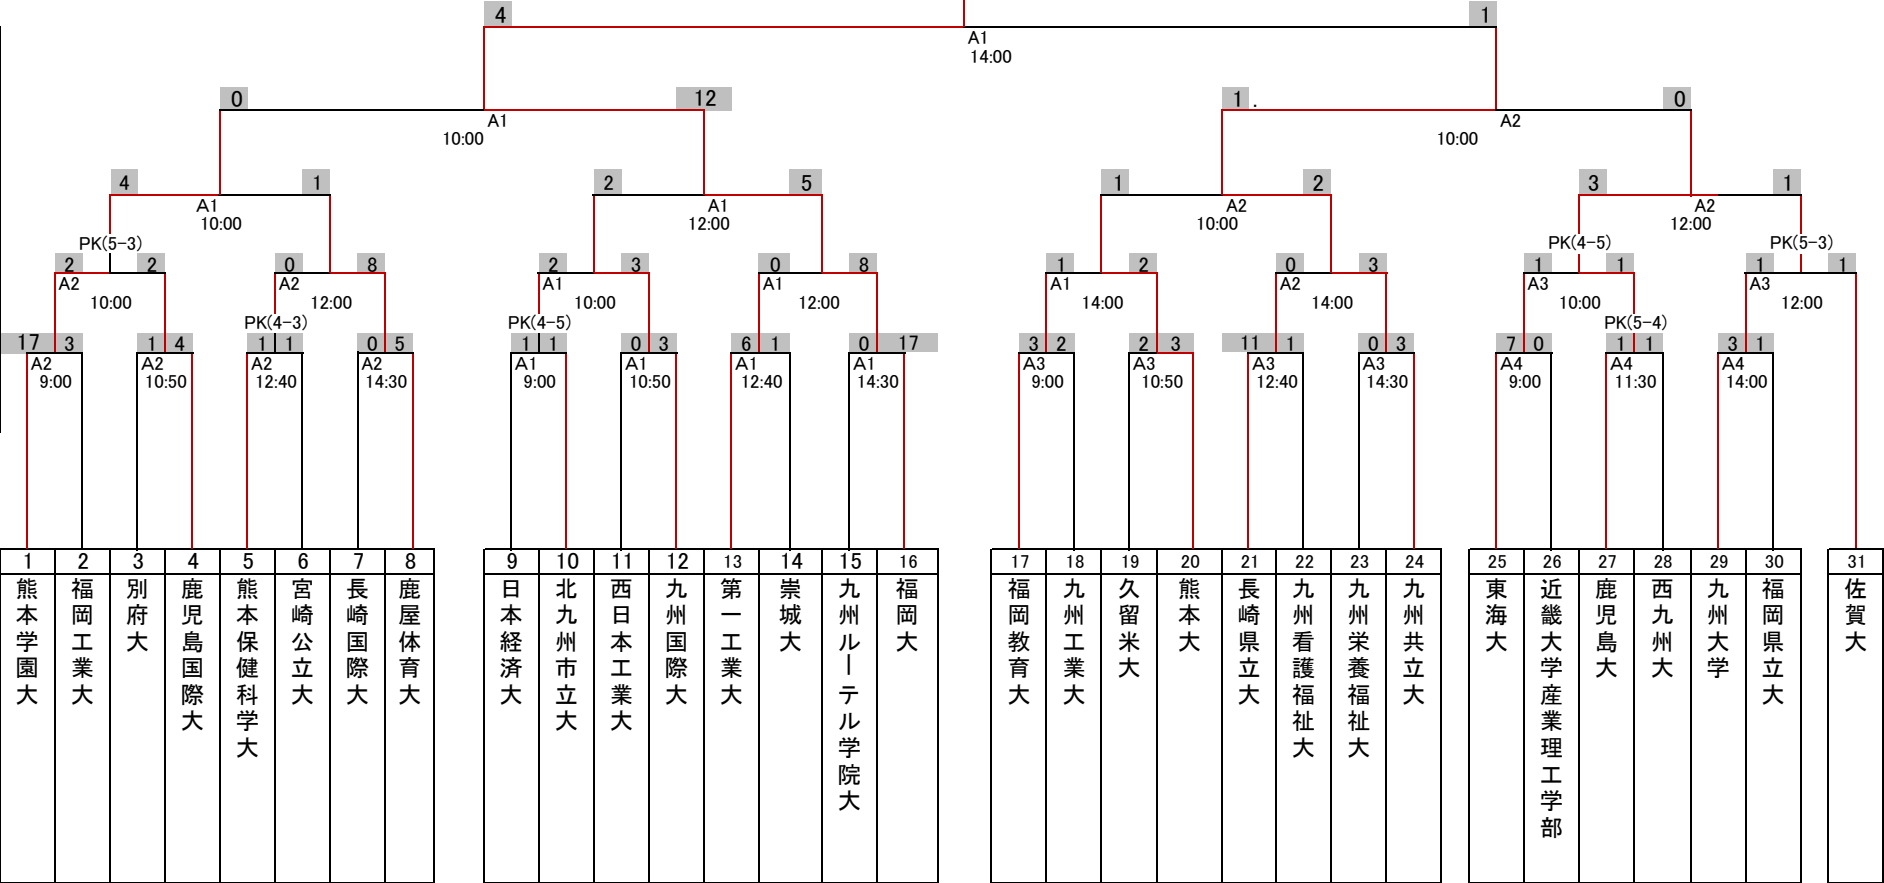 4 1
A1
14:00
0 12 1. 0
A1 A2
10:00 10:00
4 1 2 5 1 2 3 1
A1 A1 A2 A2
10:00 12:00 10:00 12:00
PK(5-3) PK(4-5) PK(5-3)
2 2 0 8 2 3 0 8 1 2 0 3 1 1 1 1
A2 A2 A1 A1 A1 A2 A3 A3
10:00 12:00 10:00 12:00 14:00 14:00 10:00 12:00
PK(4-3) PK(4-5) PK(5-4)
17 3 1 4 1 1 0 5 1 1 0 3 6 1 0 17 3 2 2 3 11 1 0 3 7 0 1 1 3 1
A2 A2 A2 A2 A1 A1 A1 A1 A3 A3 A3 A3 A4 A4 A4
9:00 10:50 12:40 14:30 9:00 10:50 12:40 14:30 9:00 10:50 12:40 14:30 9:00 11:30 14:00
1 2 3 4 5 6 7 8 9 10 11 12 13 14 15 16 17 18 19 20 21 22 23 24 25 26 27 28 29 30 31
熊本学園大
福岡工業大
別府大
鹿児島国際大
熊本保健科学大
宮崎公立大
長崎国際大
鹿屋体育大
日本経済大
北九州市立大
西日本工業大
九州国際大
第一工業大
崇城大
九州ルーテル学院大
福岡大
福岡教育大
九州工業大
久留米大
熊本大
長崎県立大
九州看護福祉大
九州栄養福祉大
九州共立大
東海大
近畿大学産業理工学部
鹿児島大
西九州大
九州大学
福岡県立大
佐賀大